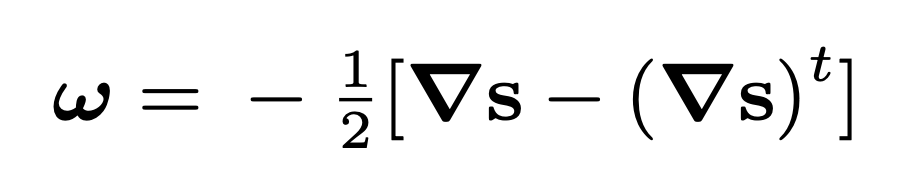 𝝎 = − ½[𝛁𝐬 − (𝛁𝐬)ᵗ]